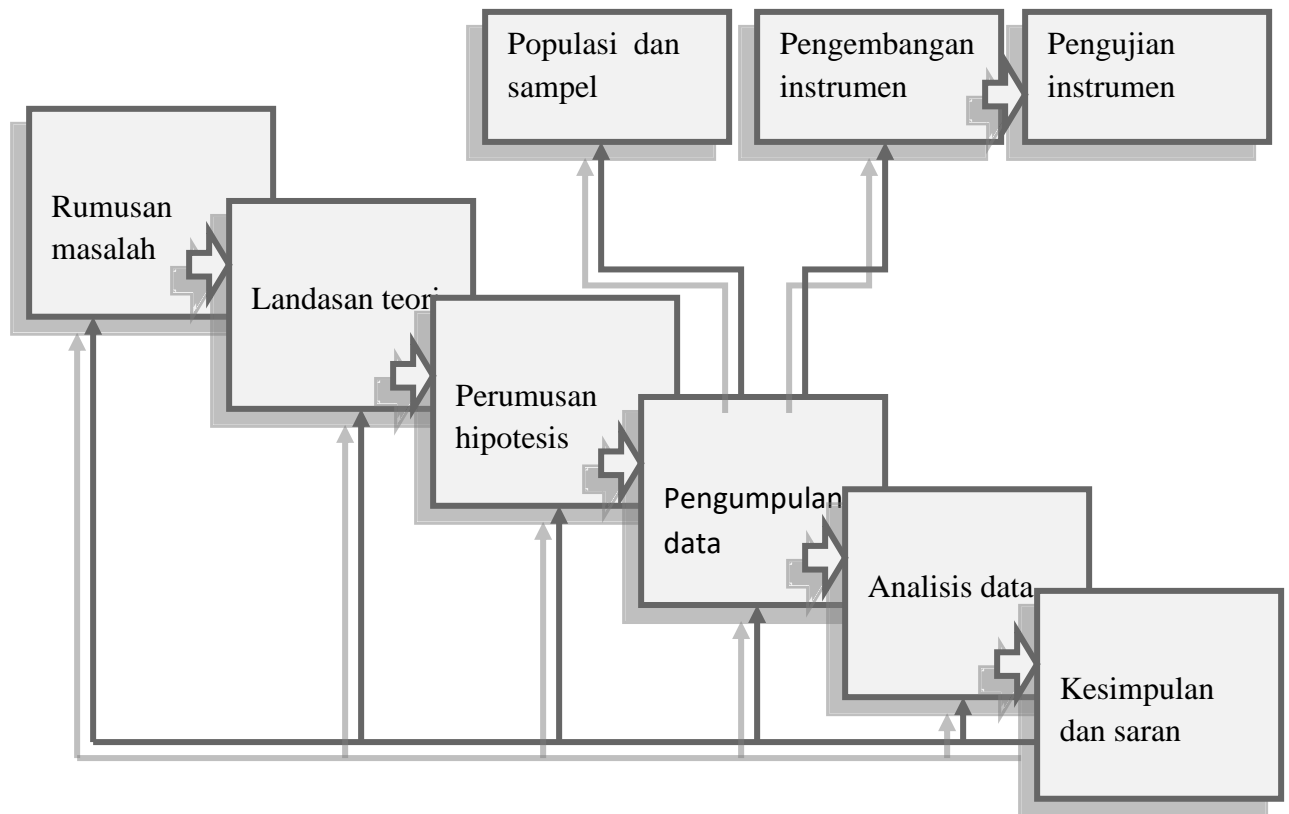 Populasi dan
sampel
Pengembangan
instrumen
Pengujian
instrumen
Rumusan
masalah
Landasan teori
Perumusan
hipotesis
Pengumpulan
data
Analisis data
Kesimpulan
dan saran